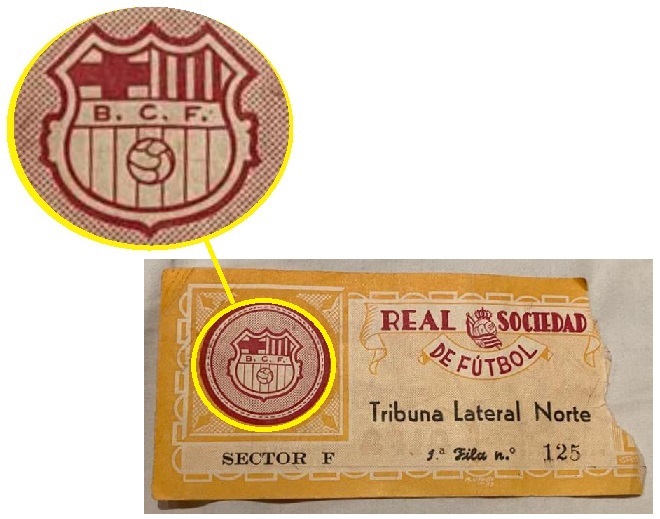 B. C. F.
B. C. F.
REAL SOCIEDAD
DE FÚTBOL
Tribuna Lateral Norte
SECTOR F
1.ª Fila n.º 125